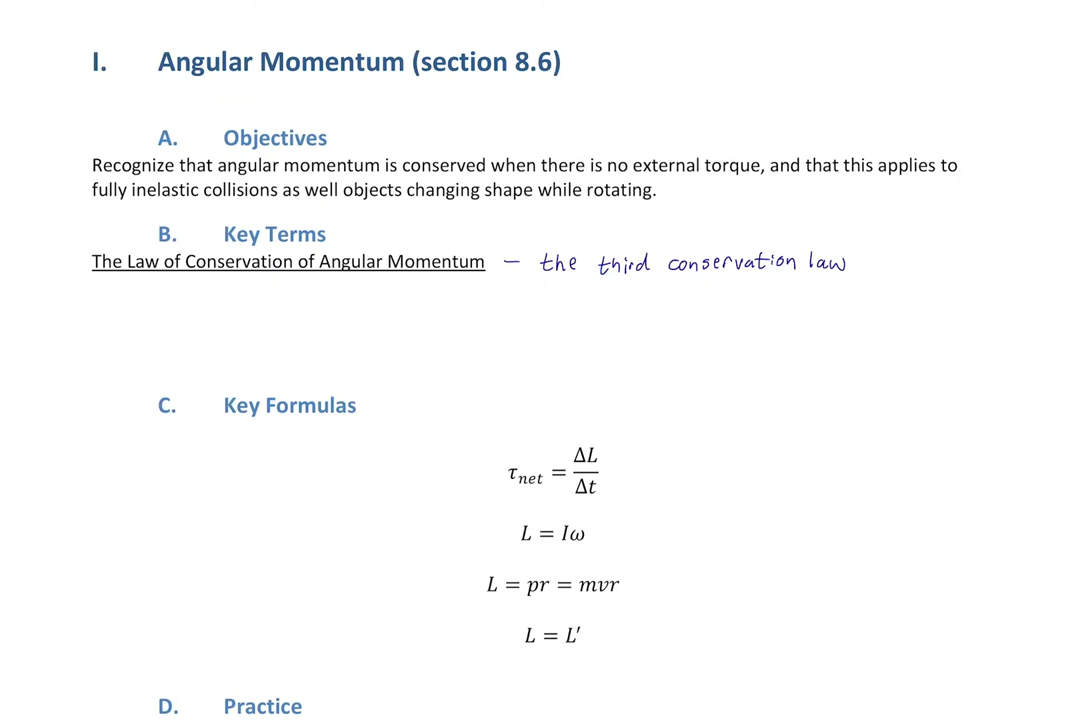 I. Angular Momentum (section 8.6)
A. Objectives
Recognize that angular momentum is conserved when there is no external torque, and that this applies to
fully inelastic collisions as well objects changing shape while rotating.
B. Key Terms
The Law of Conservation of Angular Momentum — the third conservation law
C. Key Formulas
τₙₑₜ = ΔL/Δt
L = Iω
L = pr = mvr
L = L′
D. Practice